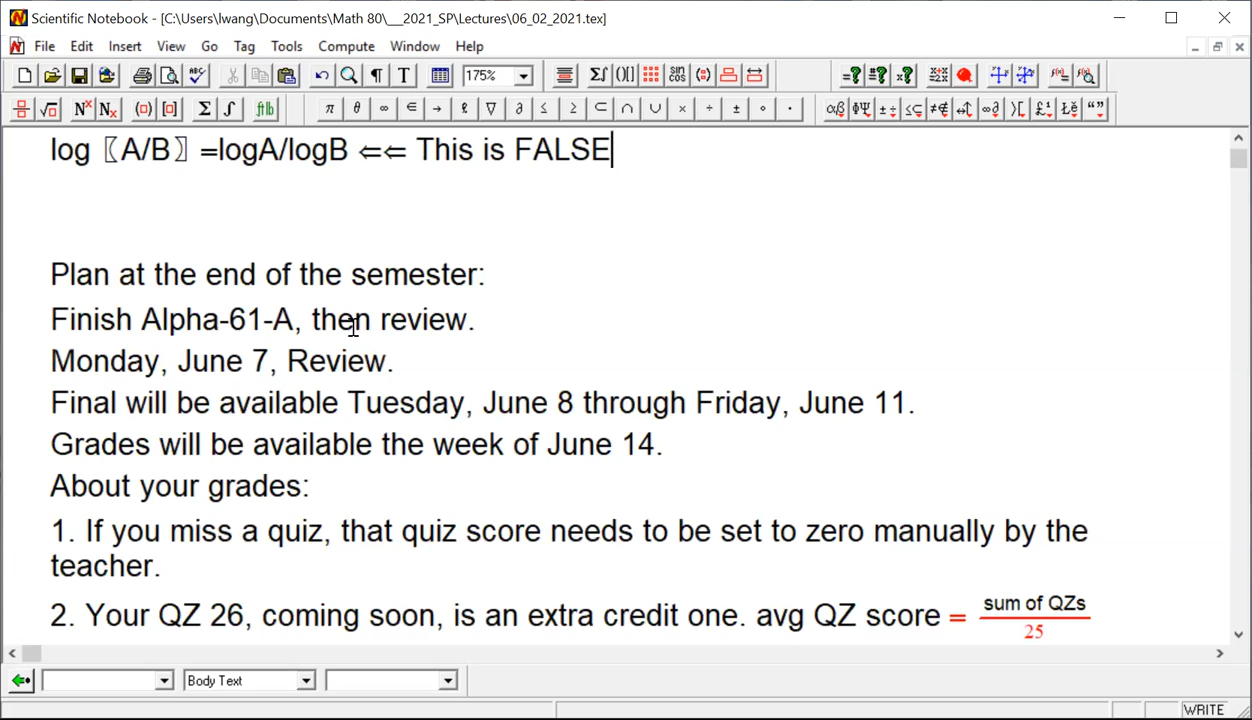 Scientific Notebook - [C:\Users\lwang\Documents\Math 80\__2021_SP\Lectures\06_02_2021.tex]
File Edit Insert View Go Tag Tools Compute Window Help
175%
log〖A/B〗=logA/logB ⇐⇐ This is FALSE
Plan at the end of the semester:
Finish Alpha-61-A, then review.
Monday, June 7, Review.
Final will be available Tuesday, June 8 through Friday, June 11.
Grades will be available the week of June 14.
About your grades:
1. If you miss a quiz, that quiz score needs to be set to zero manually by the
teacher.
2. Your QZ 26, coming soon, is an extra credit one. avg QZ score = sum of QZs
25
Body Text
WRITE